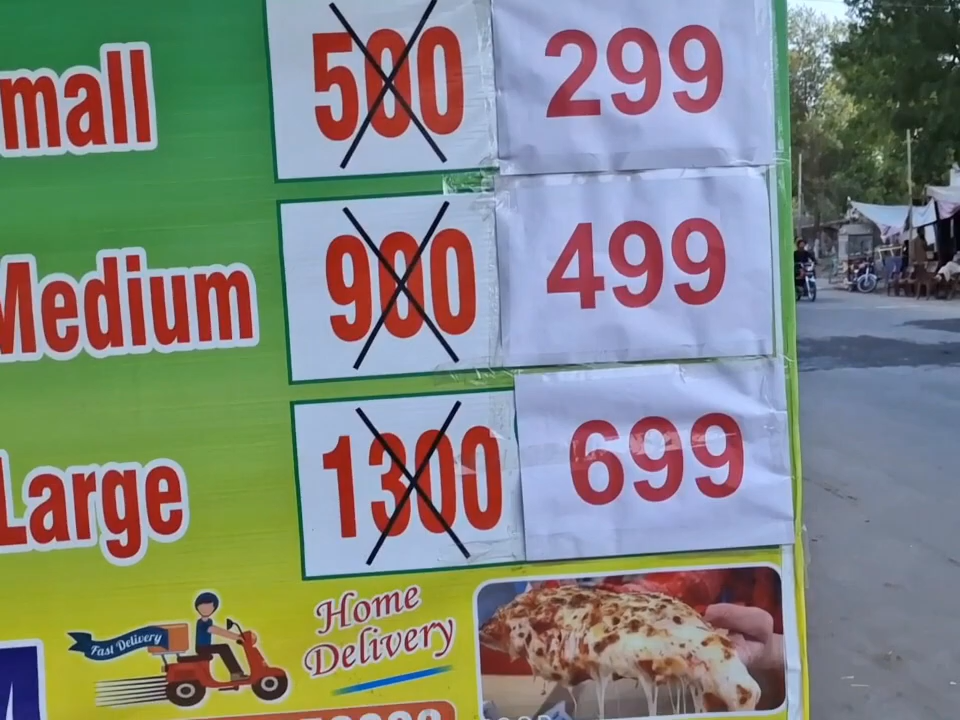 mall 500 299
Medium 900 499
Large 1300 699
Fast Delivery
Home
Delivery